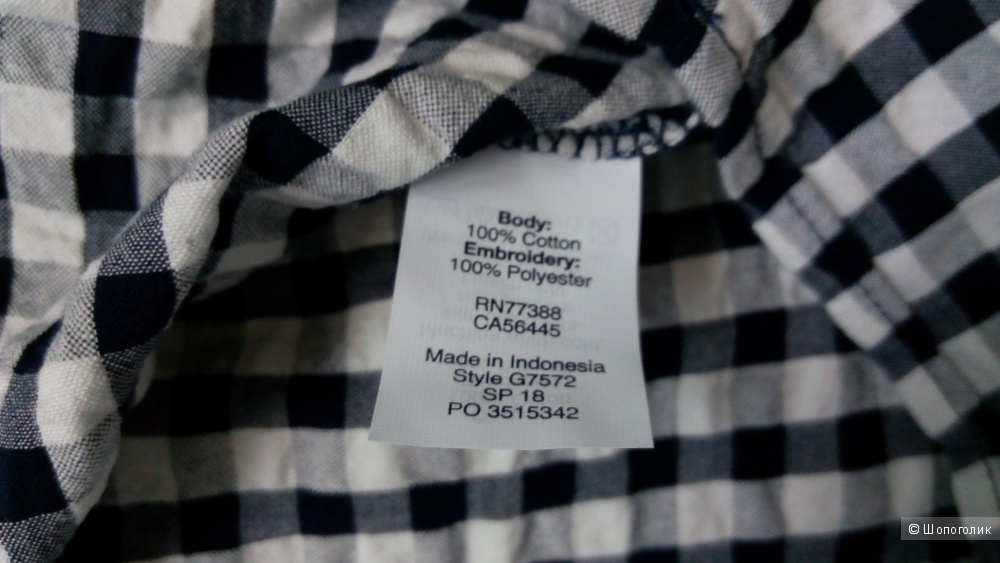 Body:
100% Cotton
Embroidery:
100% Polyester
RN77388
CA56445
Made in Indonesia
Style G7572
SP 18
PO 3515342
© Шопоголик